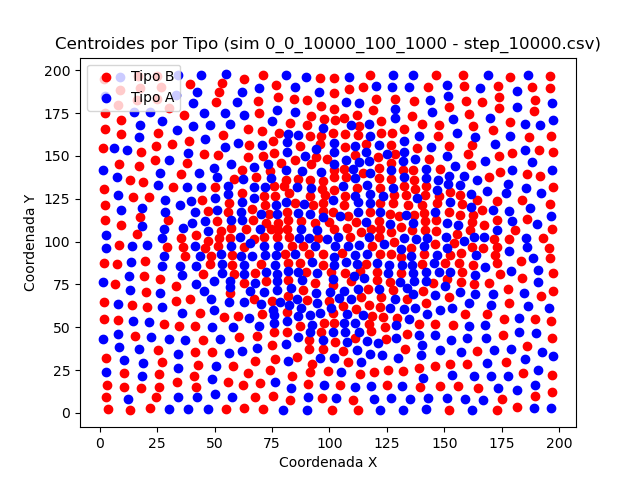 Centroides por Tipo (sim 0_0_10000_100_1000 - step_10000.csv)
Tipo B
Tipo A
200
175
150
125
100
75
50
25
0
Coordenada Y
0 25 50 75 100 125 150 175 200
Coordenada X